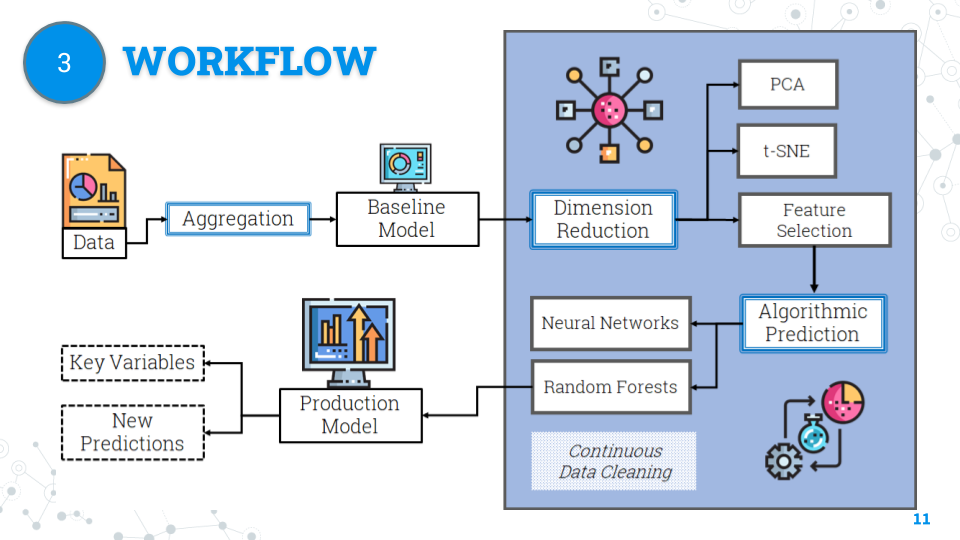 3
WORKFLOW
Data
Aggregation
Baseline
Model
Dimension
Reduction
PCA
t-SNE
Feature
Selection
Algorithmic
Prediction
Neural Networks
Random Forests
Continuous
Data Cleaning
Production
Model
Key Variables
New
Predictions
11